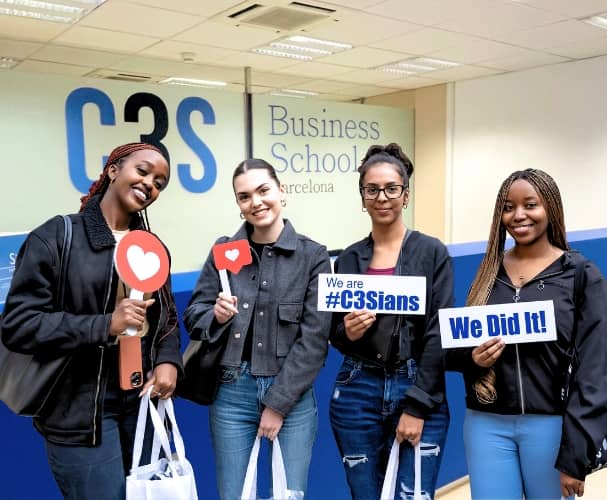 C3S
Business
School
Barcelona
We are
#C3Sians
We Did It!